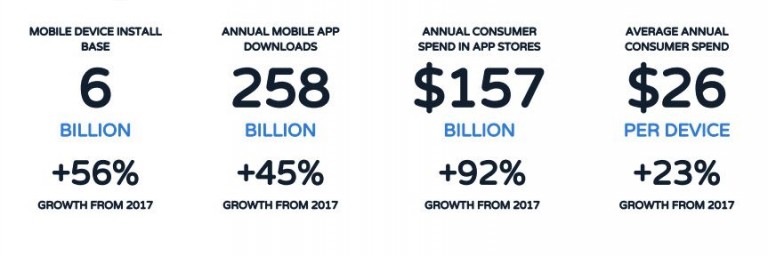 MOBILE DEVICE INSTALL
BASE
6
BILLION
+56%
GROWTH FROM 2017
ANNUAL MOBILE APP
DOWNLOADS
258
BILLION
+45%
GROWTH FROM 2017
ANNUAL CONSUMER
SPEND IN APP STORES
$157
BILLION
+92%
GROWTH FROM 2017
AVERAGE ANNUAL
CONSUMER SPEND
$26
PER DEVICE
+23%
GROWTH FROM 2017